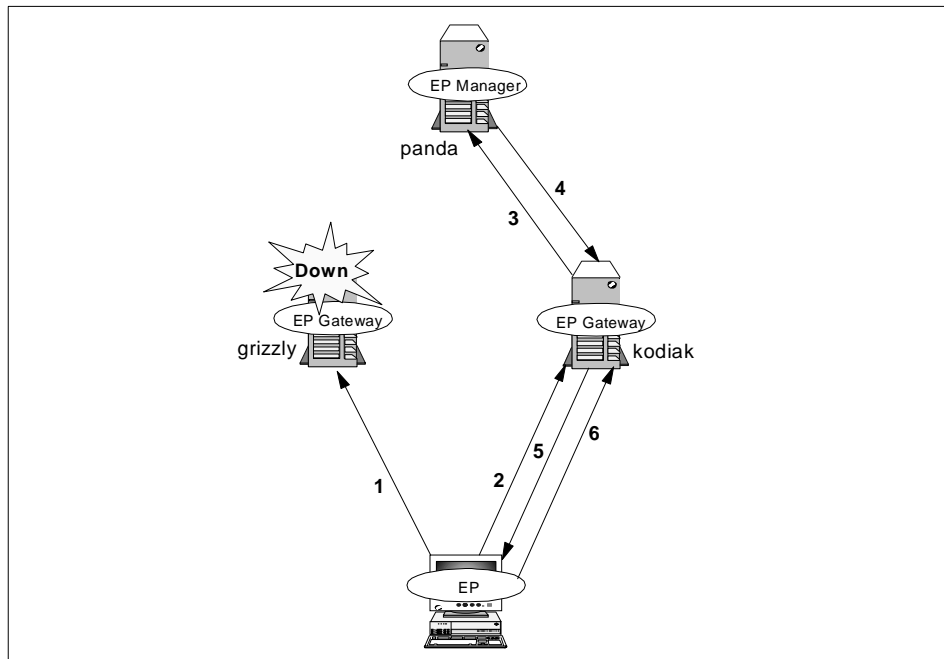 EP Manager
panda
4
3
Down
EP Gateway
grizzly
EP Gateway
kodiak
5
6
2
1
EP